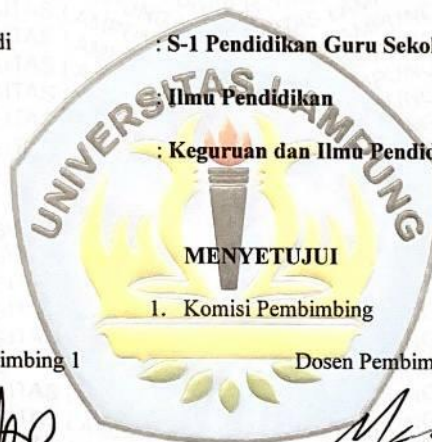 di : S-1 Pendidikan Guru Sekol
: Ilmu Pendidikan
: Keguruan dan Ilmu Pendid
UNIVERSITAS LAMPUNG
MENYETUJUI
1. Komisi Pembimbing
imbing 1 Dosen Pembim